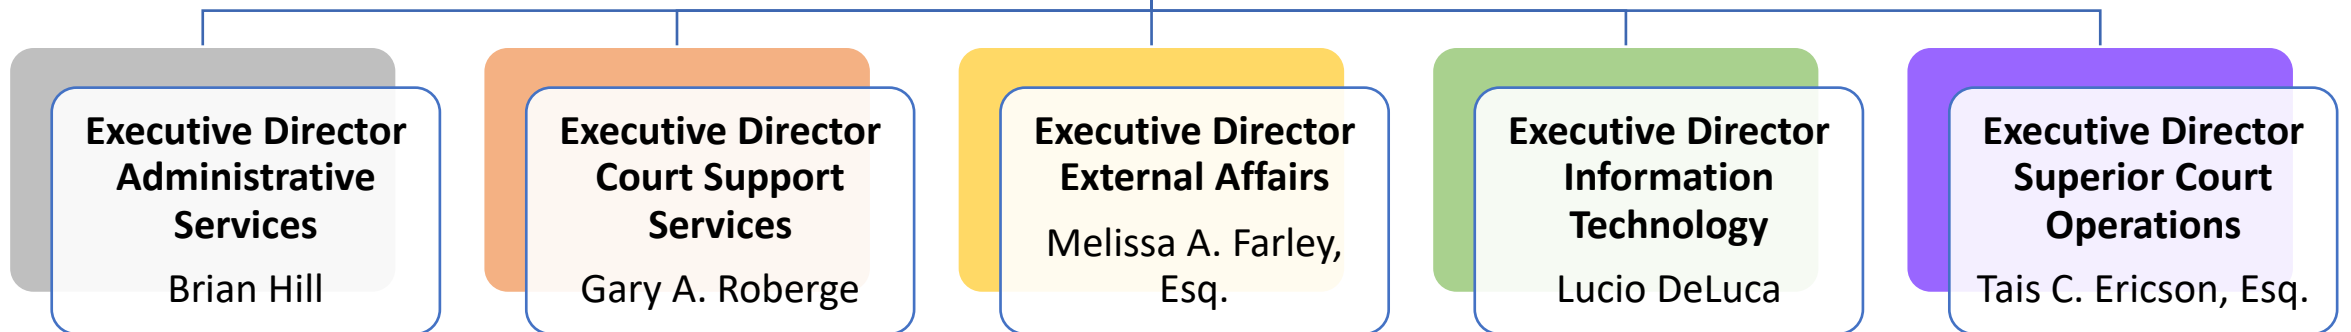 Executive Director
Administrative
Services
Brian Hill
Executive Director
Court Support
Services
Gary A. Roberge
Executive Director
External Affairs
Melissa A. Farley,
Esq.
Executive Director
Information
Technology
Lucio DeLuca
Executive Director
Superior Court
Operations
Tais C. Ericson, Esq.